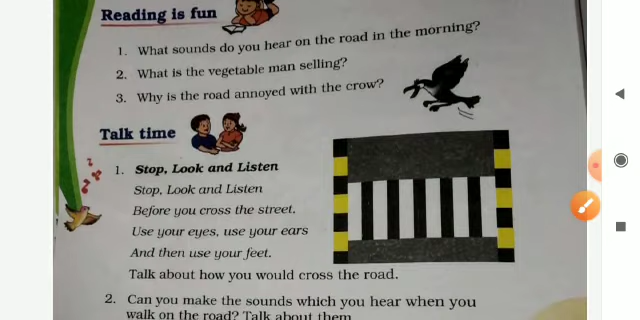 Reading is fun
1. What sounds do you hear on the road in the morning?
2. What is the vegetable man selling?
3. Why is the road annoyed with the crow?
Talk time
1. Stop, Look and Listen
Stop, Look and Listen
Before you cross the street.
Use your eyes, use your ears
And then use your feet.
Talk about how you would cross the road.
2. Can you make the sounds which you hear when you
walk on the road? Talk about them